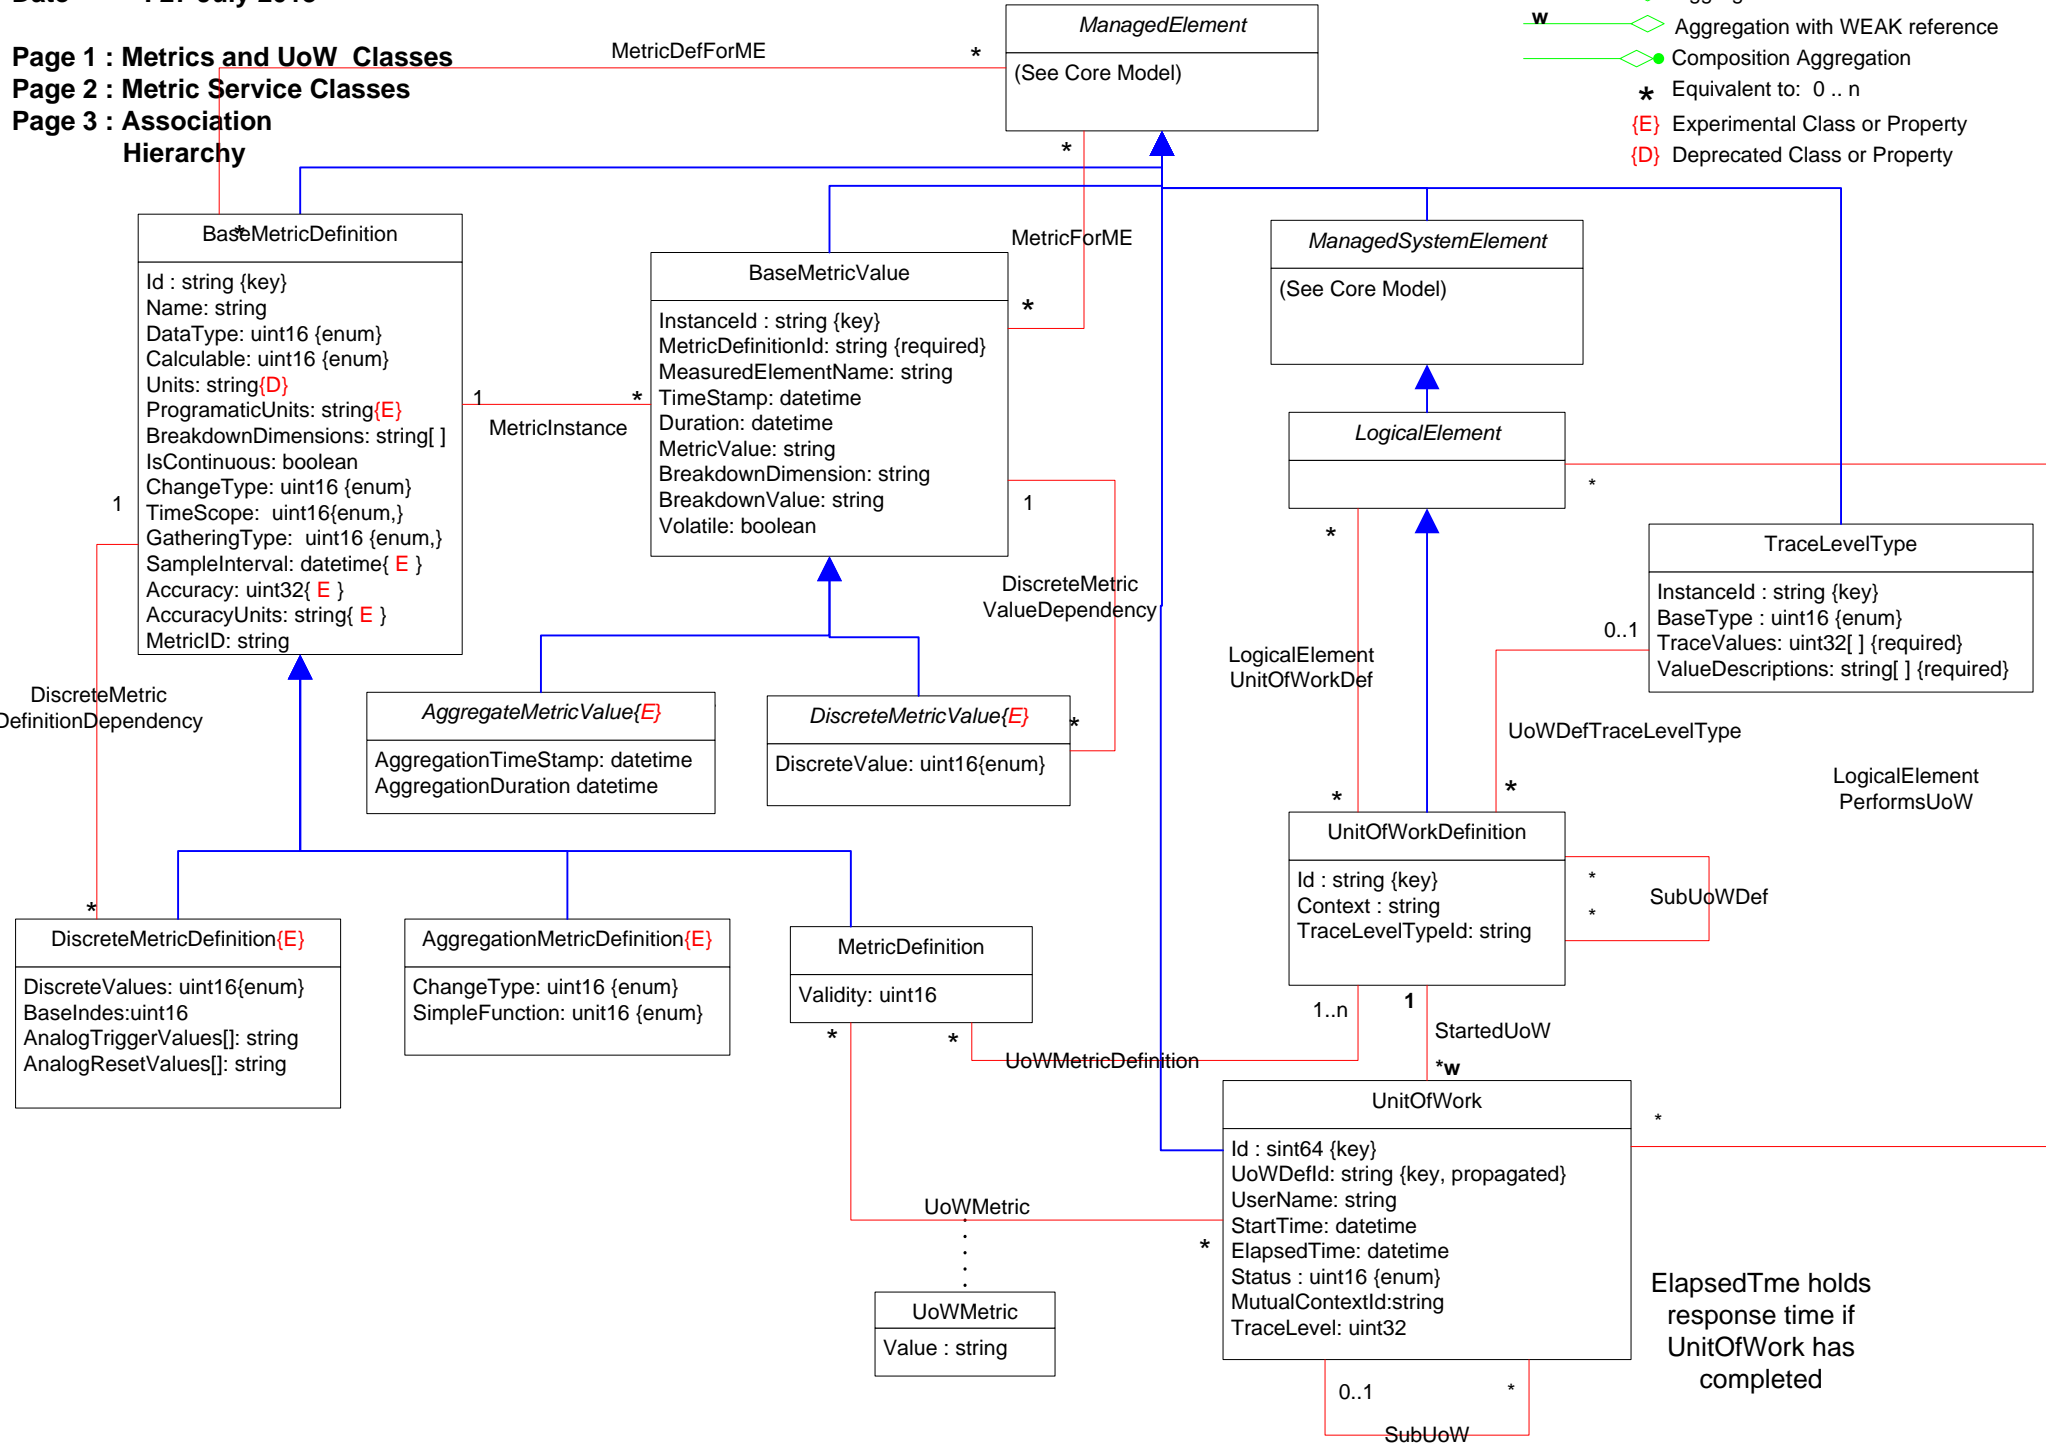 Page 1 : Metrics and UoW Classes
Page 2 : Metric Service Classes
Page 3 : Association
Hierarchy
w
Aggregation with WEAK reference
Composition Aggregation
* Equivalent to: 0 .. n
{E} Experimental Class or Property
{D} Deprecated Class or Property
ManagedElement
(See Core Model)
MetricDefForME
*
*
*
MetricForME
*
BaseMetricDefinition
Id : string {key}
Name: string
DataType: uint16 {enum}
Calculable: uint16 {enum}
Units: string{D}
ProgramaticUnits: string{E}
BreakdownDimensions: string[ ]
IsContinuous: boolean
ChangeType: uint16 {enum}
TimeScope: uint16{enum,}
GatheringType: uint16 {enum,}
SampleInterval: datetime{ E }
Accuracy: uint32{ E }
AccuracyUnits: string{ E }
MetricID: string
1
*
MetricInstance
BaseMetricValue
InstanceId : string {key}
MetricDefinitionId: string {required}
MeasuredElementName: string
TimeStamp: datetime
Duration: datetime
MetricValue: string
BreakdownDimension: string
BreakdownValue: string
Volatile: boolean
1
DiscreteMetric
ValueDependency
*
ManagedSystemElement
(See Core Model)
LogicalElement
*
*
LogicalElement
UnitOfWorkDef
*
TraceLevelType
InstanceId : string {key}
BaseType : uint16 {enum}
TraceValues: uint32[ ] {required}
ValueDescriptions: string[ ] {required}
0..1
UoWDefTraceLevelType
*
LogicalElement
PerformsUoW
1
DiscreteMetric
DefinitionDependency
*
AggregateMetricValue{E}
AggregationTimeStamp: datetime
AggregationDuration datetime
DiscreteMetricValue{E}
DiscreteValue: uint16{enum}
UnitOfWorkDefinition
Id : string {key}
Context : string
TraceLevelTypeId: string
*
*
SubUoWDef
DiscreteMetricDefinition{E}
DiscreteValues: uint16{enum}
BaseIndes:uint16
AnalogTriggerValues[]: string
AnalogResetValues[]: string
AggregationMetricDefinition{E}
ChangeType: uint16 {enum}
SimpleFunction: unit16 {enum}
MetricDefinition
Validity: uint16
*
*
1..n
UoWMetricDefinition
1
StartedUoW
*w
UnitOfWork
Id : sint64 {key}
UoWDefId: string {key, propagated}
UserName: string
StartTime: datetime
ElapsedTime: datetime
Status : uint16 {enum}
MutualContextId:string
TraceLevel: uint32
*
UoWMetric
*
UoWMetric
Value : string
ElapsedTme holds
response time if
UnitOfWork has
completed
0..1
*
SubUoW